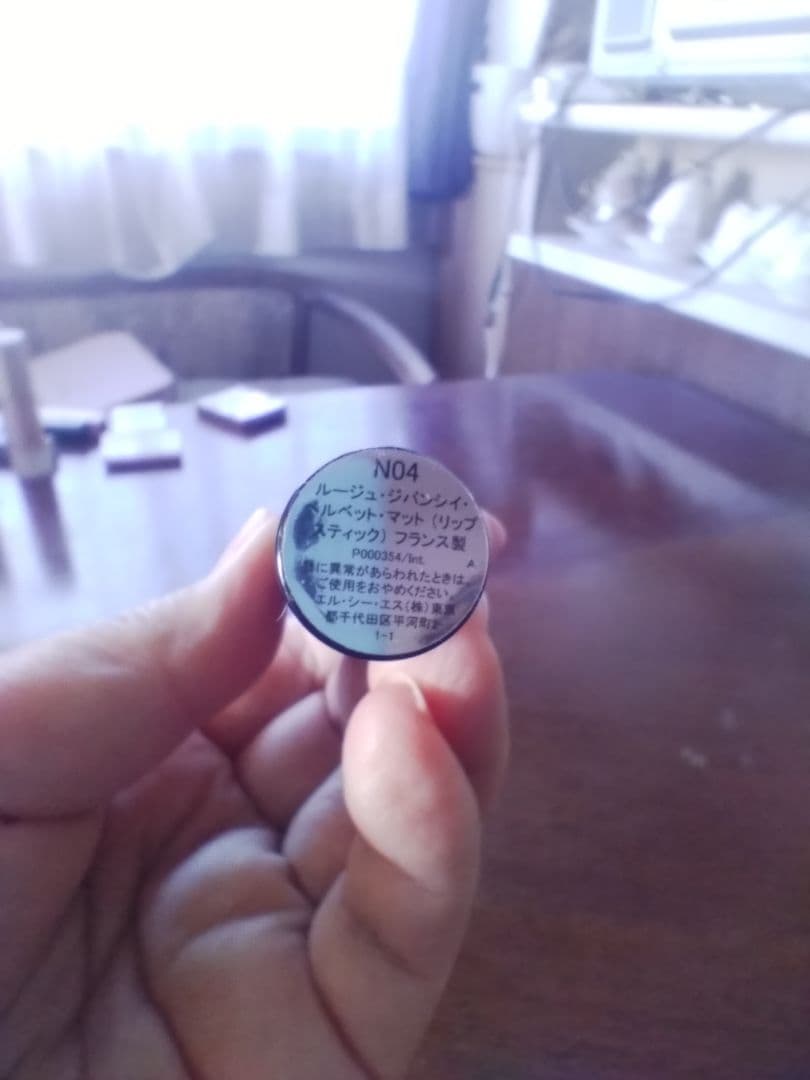 N04
ルージュ・ジバンシイ・
ルベット・マット（リップ
スティック）フランス製
P000354/Int. A
に異常があらわれたときは、
ご使用をおやめください。
エル・シー・エス（株）東京
都千代田区平河町2-
1-1